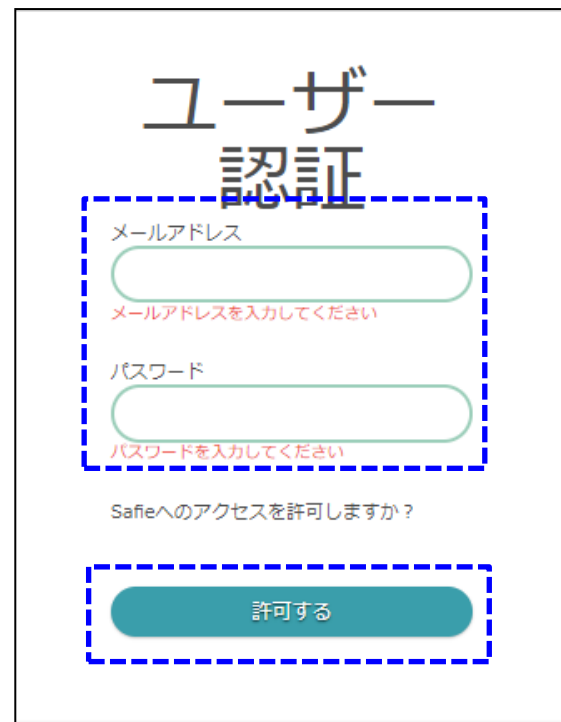 ユーザー
認証
メールアドレス
メールアドレスを入力してください
パスワード
パスワードを入力してください
Safieへのアクセスを許可しますか？
許可する